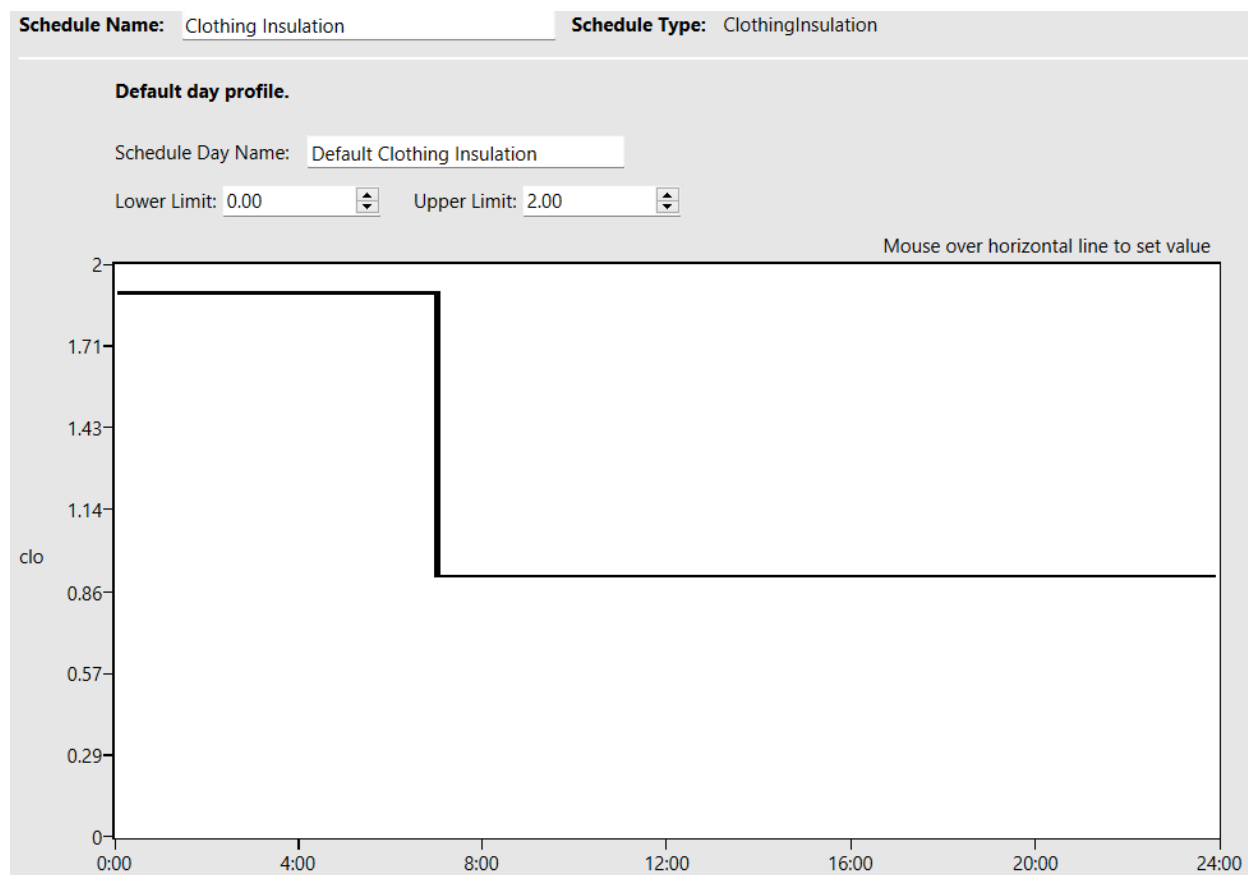 Schedule Name: Clothing Insulation Schedule Type: ClothingInsulation
Default day profile.
Schedule Day Name: Default Clothing Insulation
Lower Limit: 0.00 Upper Limit: 2.00
Mouse over horizontal line to set value
2
1.71
1.43
1.14
clo
0.86
0.57
0.29
0
0:00 4:00 8:00 12:00 16:00 20:00 24:00